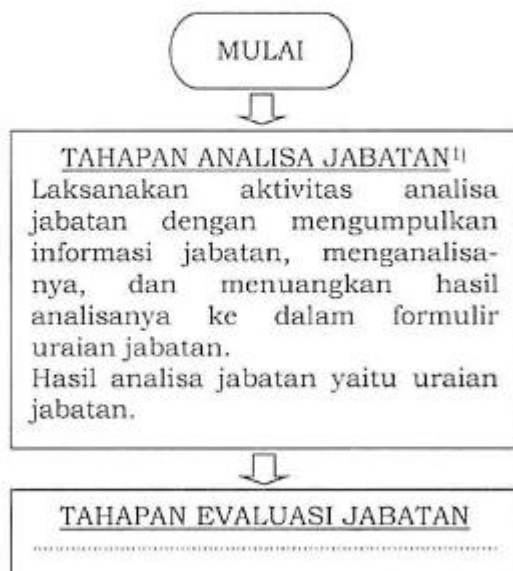 MULAI
TAHAPAN ANALISA JABATAN¹⁾
Laksanakan aktivitas analisa
jabatan dengan mengumpulkan
informasi jabatan, menganalisa-
nya, dan menuangkan hasil
analisanya ke dalam formulir
uraian jabatan.
Hasil analisa jabatan yaitu uraian
jabatan.
TAHAPAN EVALUASI JABATAN